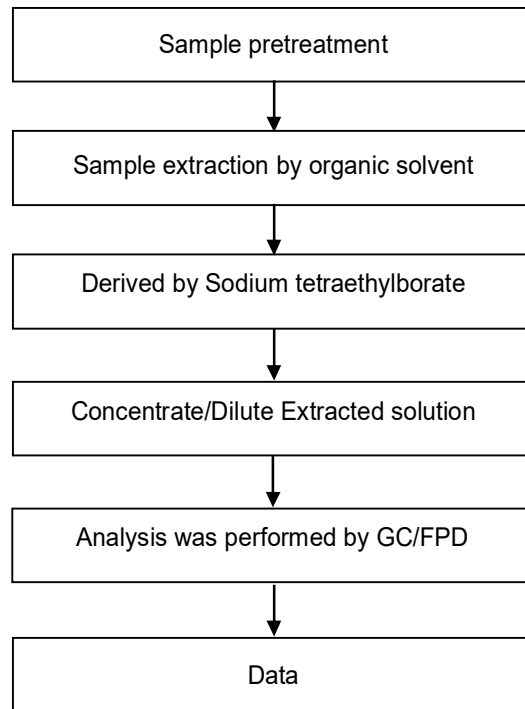 Sample pretreatment
Sample extraction by organic solvent
Derived by Sodium tetraethylborate
Concentrate/Dilute Extracted solution
Analysis was performed by GC/FPD
Data